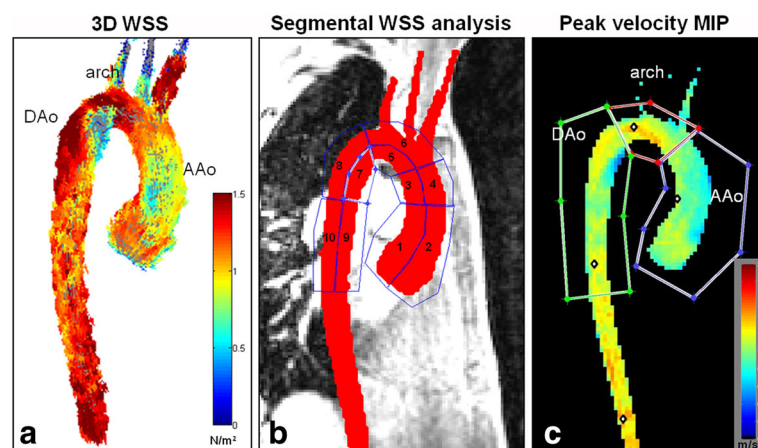 3D WSS
Segmental WSS analysis
Peak velocity MIP
arch
DAo
AAo
1.5
1
0.5
0
N/m²
a
6
5
8
7
3
4
10
9
1
2
b
arch
DAo
AAo
m/s
c